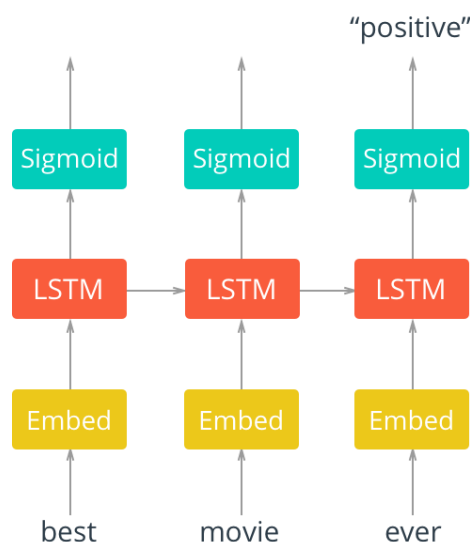 “positive”
Sigmoid Sigmoid Sigmoid
LSTM LSTM LSTM
Embed Embed Embed
best movie ever